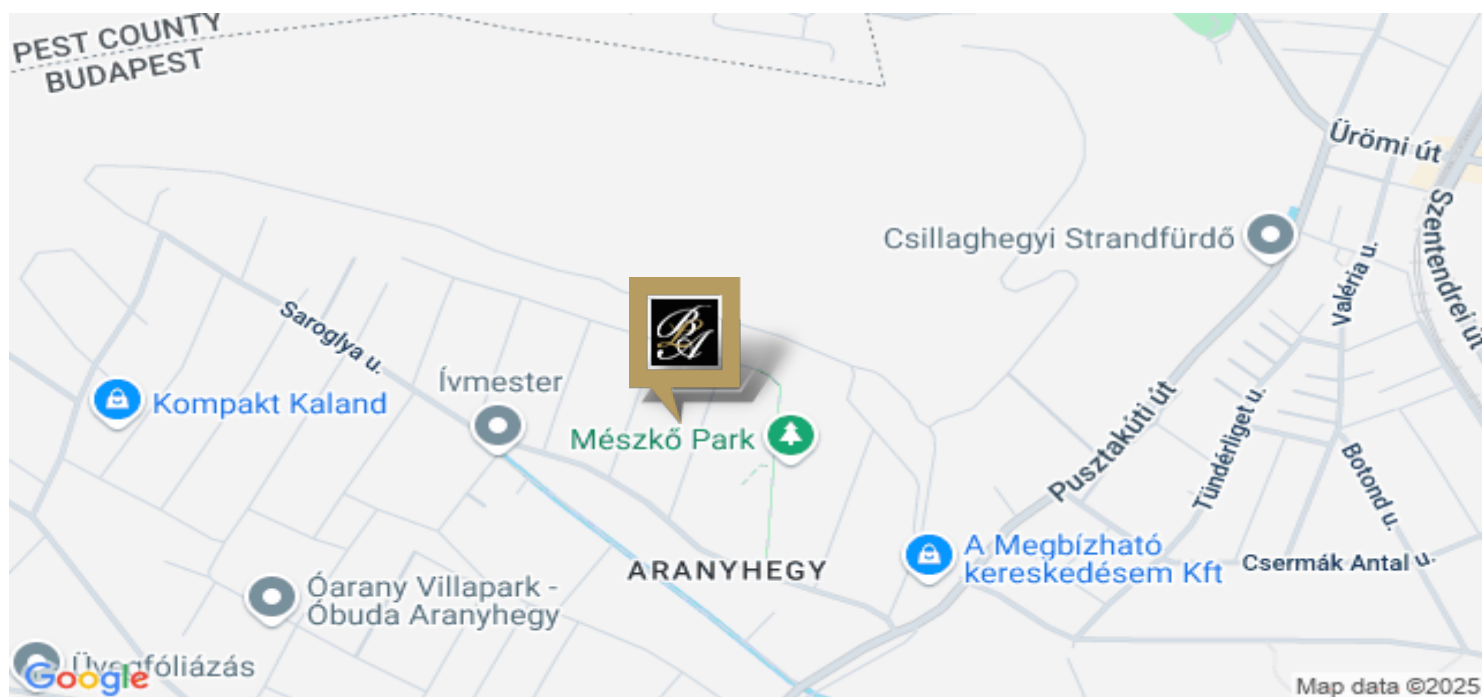 PEST COUNTY
BUDAPEST
Ürömi út
Szentendrei út
Csillaghegyi Strandfürdő
Valéria u.
Saroglya u.
BLA
Ívmester
Kompakt Kaland
Mészkő Park
Pusztakúti út
Tündérliget u.
Botond u.
A Megbízható
kereskedésem Kft
Csermák Antal u.
ARANYHEGY
Óarany Villapark -
Óbuda Aranyhegy
Üvegfóliázás
Google
Map data ©2025